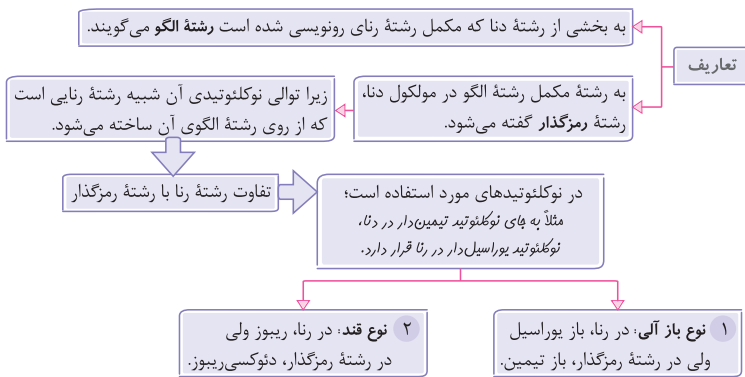 تعاریف
به بخشی از رشتهٔ دنا که مکمل رشتهٔ رنای رونویسی شده است رشتهٔ الگو می‌گویند.
به رشتهٔ مکمل رشتهٔ الگو در مولکول دنا،
رشتهٔ رمزگذار گفته می‌شود.
زیرا توالی نوکلئوتیدی آن شبیه رشتهٔ رنایی است
که از روی رشتهٔ الگوی آن ساخته می‌شود.
تفاوت رشتهٔ رنا با رشتهٔ رمزگذار
در نوکلئوتیدهای مورد استفاده است؛
مثلاً به جای نوکلئوتید تیمین‌دار در دنا،
نوکلئوتید یوراسیل‌دار در رنا قرار دارد.
۱ نوع باز آلی: در رنا، باز یوراسیل
ولی در رشتهٔ رمزگذار، باز تیمین.
۲ نوع قند: در رنا، ریبوز ولی
در رشتهٔ رمزگذار، دئوکسی‌ریبوز.